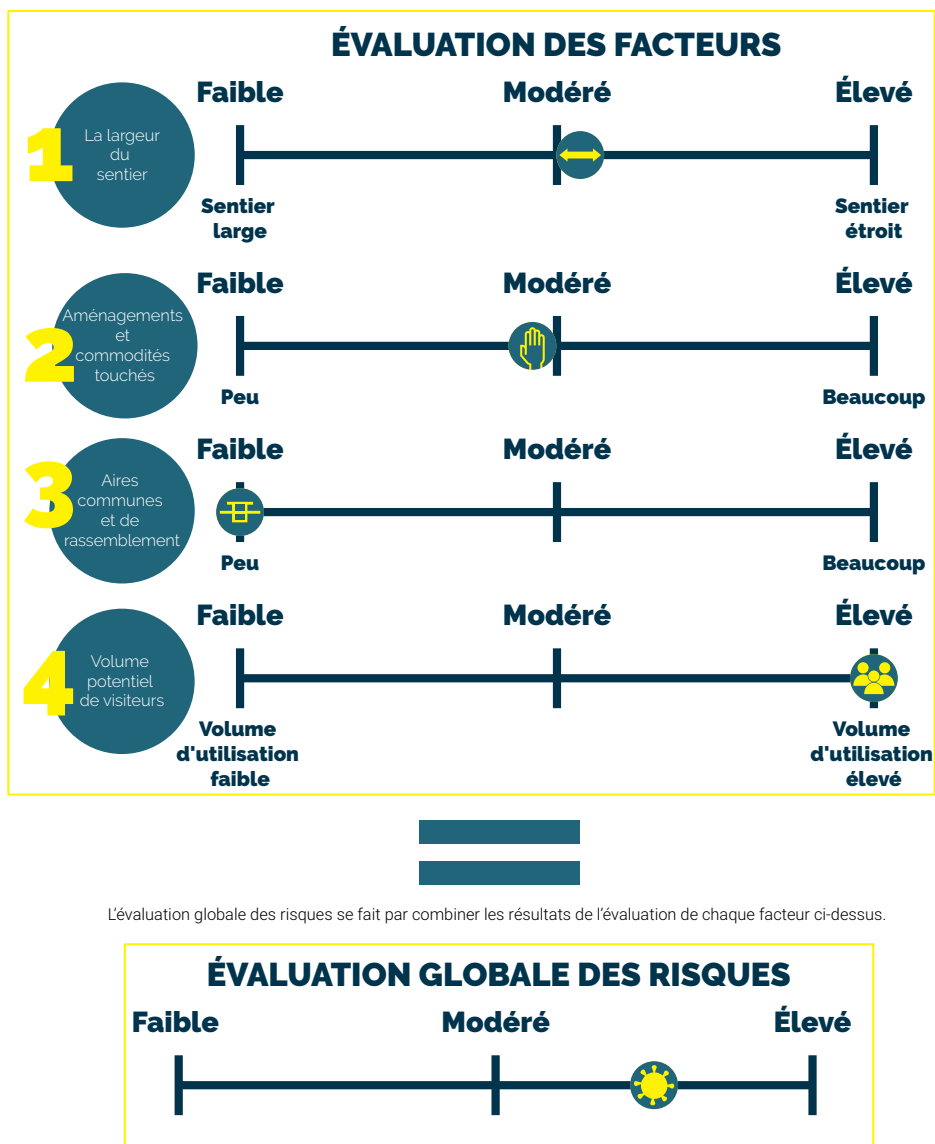 ÉVALUATION DES FACTEURS
Faible Modéré Élevé
1
La largeur
du
sentier
Sentier
large
Sentier
étroit
Faible Modéré Élevé
2
Aménagements
et
commodités
touchés
Peu Beaucoup
Faible Modéré Élevé
3
Aires
communes
et de
rassemblement
Peu Beaucoup
Faible Modéré Élevé
4
Volume
potentiel
de visiteurs
Volume
d'utilisation
faible
Volume
d'utilisation
élevé
L'évaluation globale des risques se fait par combiner les résultats de l'évaluation de chaque facteur ci-dessus.
ÉVALUATION GLOBALE DES RISQUES
Faible Modéré Élevé